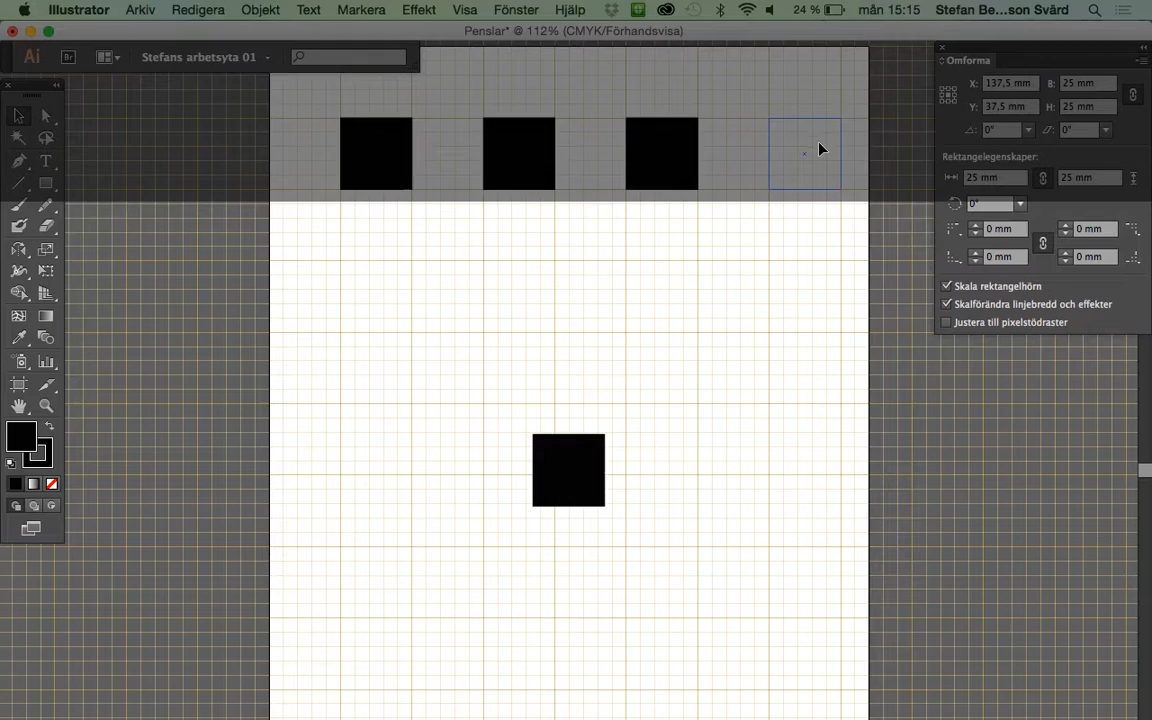 Illustrator Arkiv Redigera Objekt Text Markera Effekt Visa Fönster Hjälp 24 % mån 15:15 Stefan Be...son Svärd
Penslar* @ 112% (CMYK/Förhandsvisa)
Ai Br Stefans arbetsyta 01
Omforma
X: 137,5 mm B: 25 mm
Y: 37,5 mm H: 25 mm
0° 0°
Rektangelegenskaper:
25 mm 25 mm
0°
0 mm 0 mm
0 mm 0 mm
Skala rektangelhörn
Skalförändra linjebredd och effekter
Justera till pixelstödraster
T